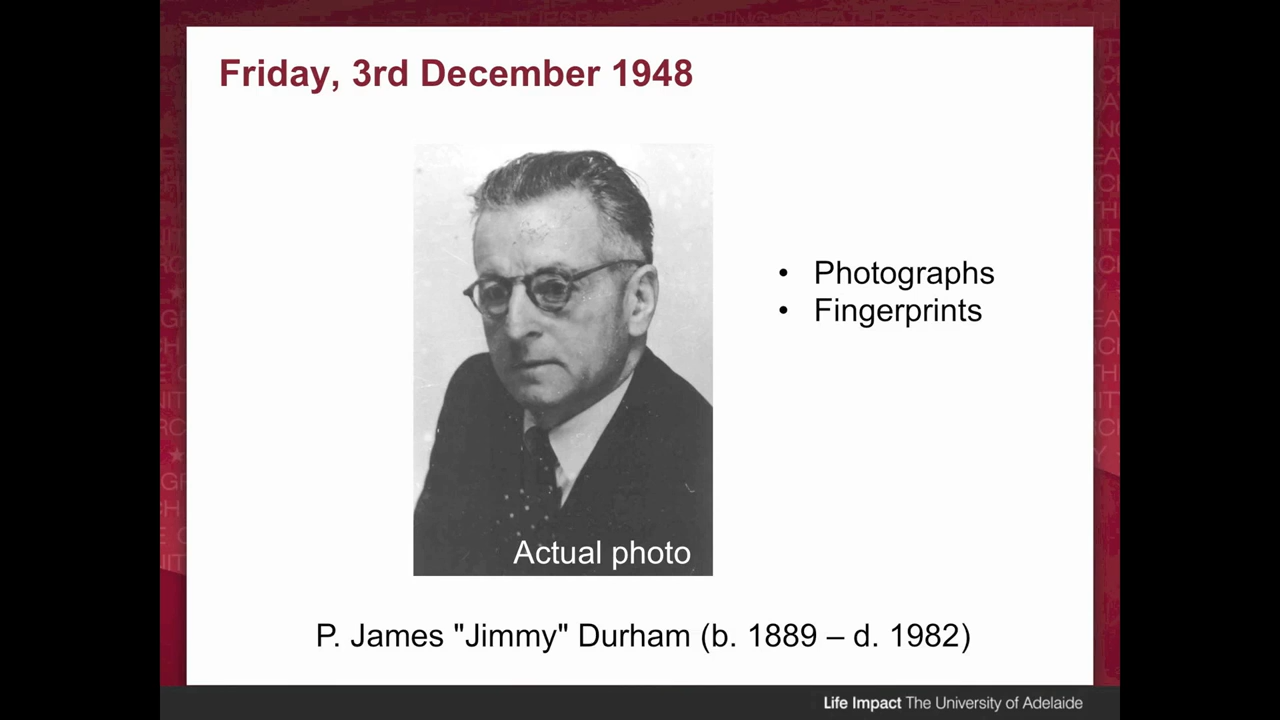 Friday, 3rd December 1948
• Photographs
• Fingerprints
Actual photo
P. James "Jimmy" Durham (b. 1889 – d. 1982)
Life Impact The University of Adelaide